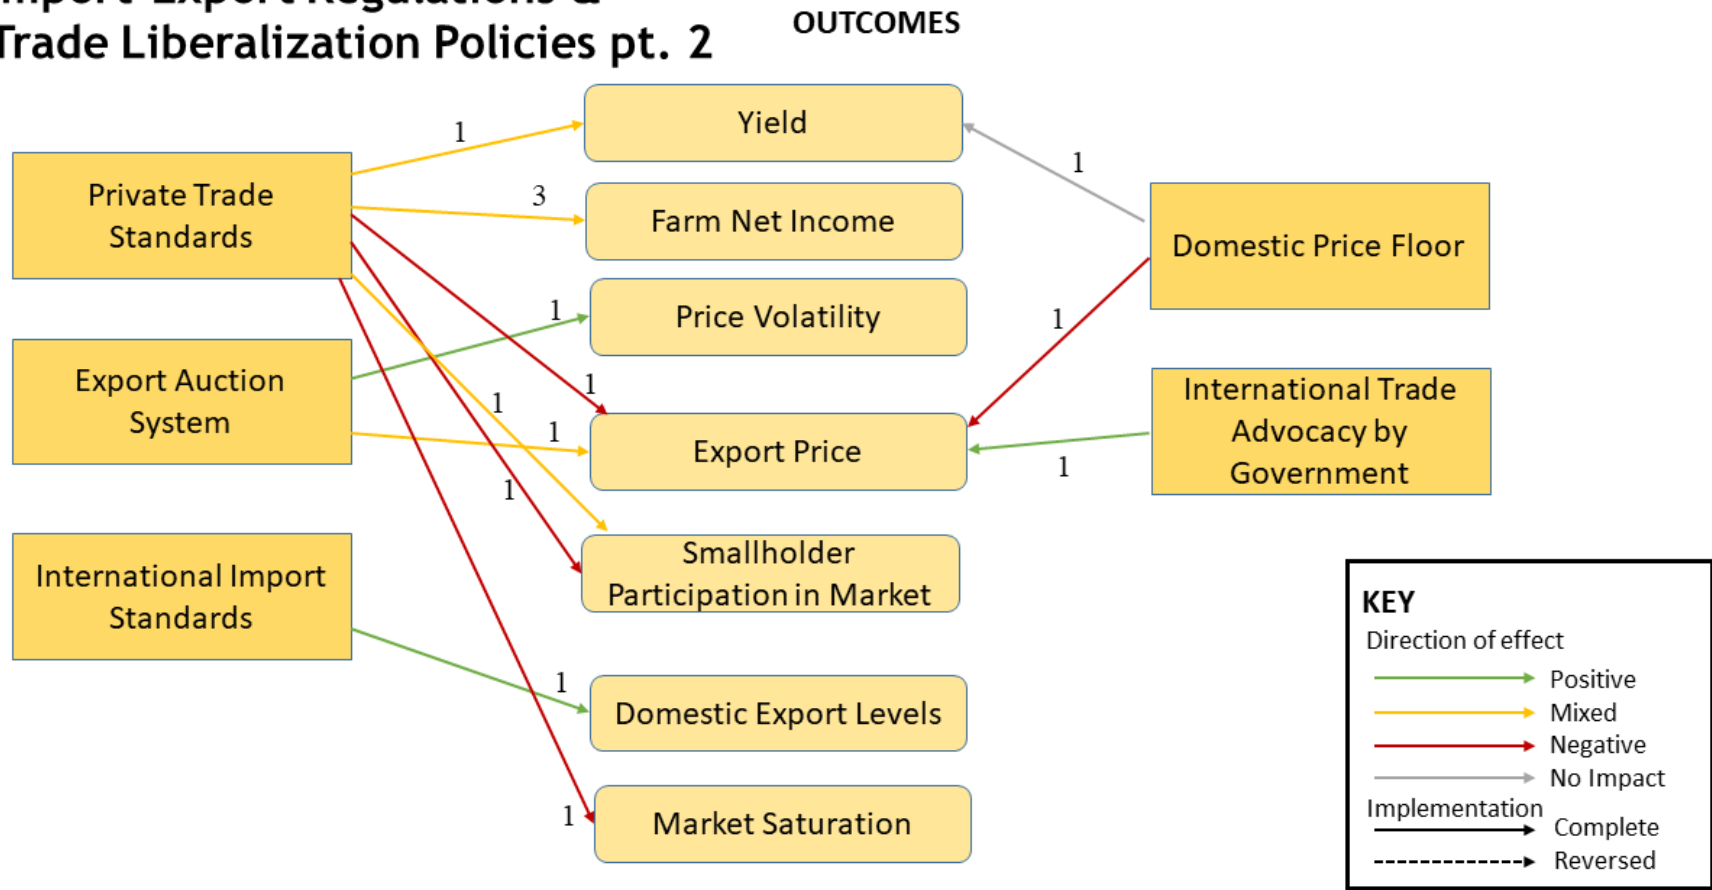 Import-Export Regulations &
Trade Liberalization Policies pt. 2
OUTCOMES
Private Trade
Standards
Export Auction
System
International Import
Standards
1
3
1
1
1
1
1
1
1
Yield
Farm Net Income
Price Volatility
Export Price
Smallholder
Participation in Market
Domestic Export Levels
Market Saturation
1
1
1
Domestic Price Floor
International Trade
Advocacy by
Government
KEY
Direction of effect
Positive
Mixed
Negative
No Impact
Implementation
Complete
Reversed